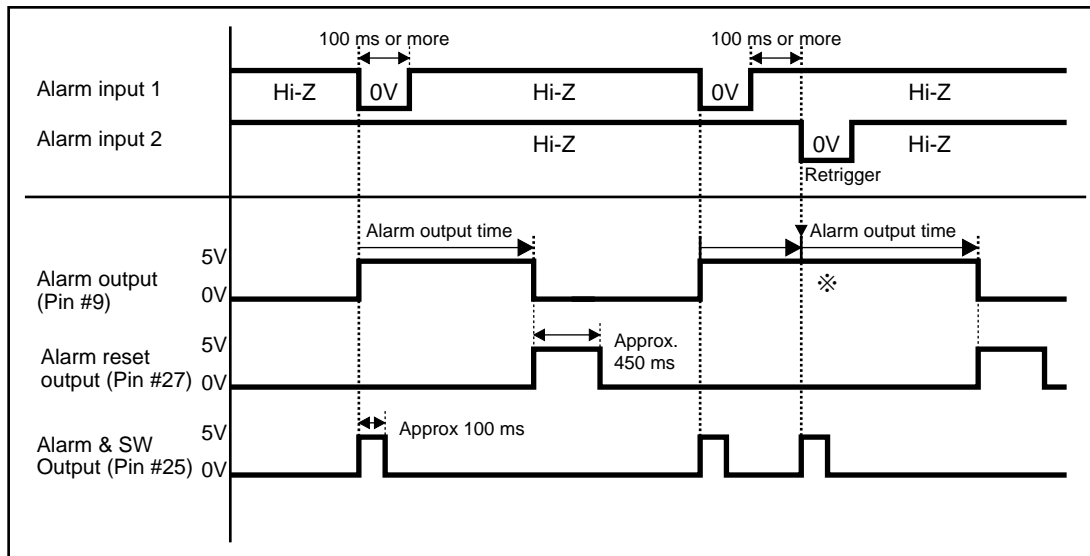 100 ms or more 100 ms or more
Alarm input 1 Hi-Z 0V Hi-Z 0V Hi-Z
Alarm input 2 Hi-Z 0V Hi-Z
Retrigger
Alarm output time Alarm output time
5V
Alarm output
(Pin #9) 0V ※
5V Approx.
Alarm reset 450 ms
output (Pin #27) 0V
5V Approx 100 ms
Alarm & SW
Output (Pin #25) 0V